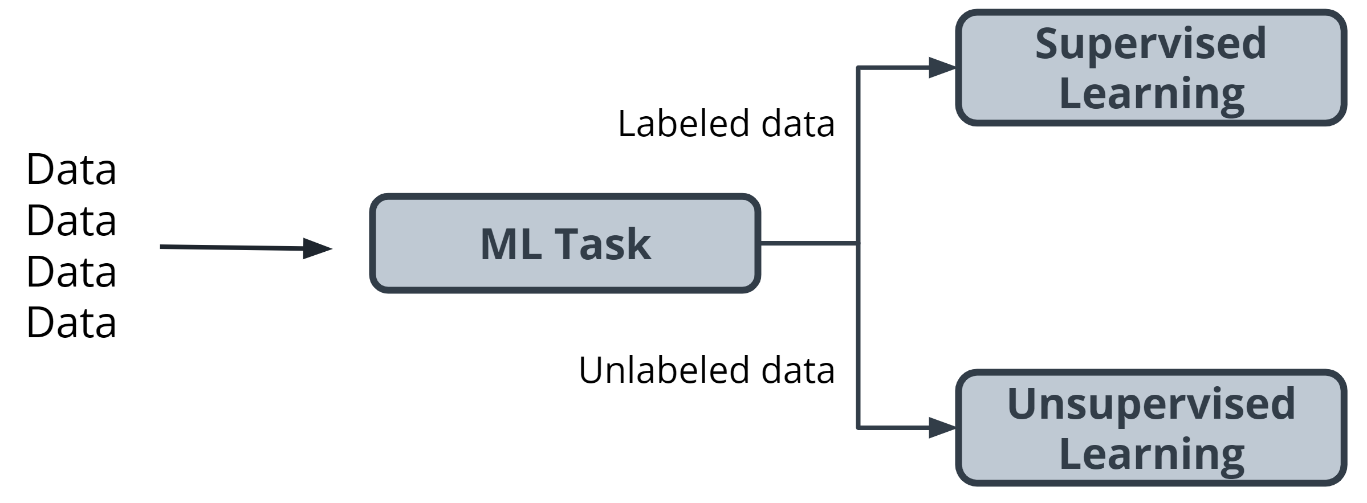 Data
Data
Data
Data
ML Task
Labeled data
Unlabeled data
Supervised
Learning
Unsupervised
Learning